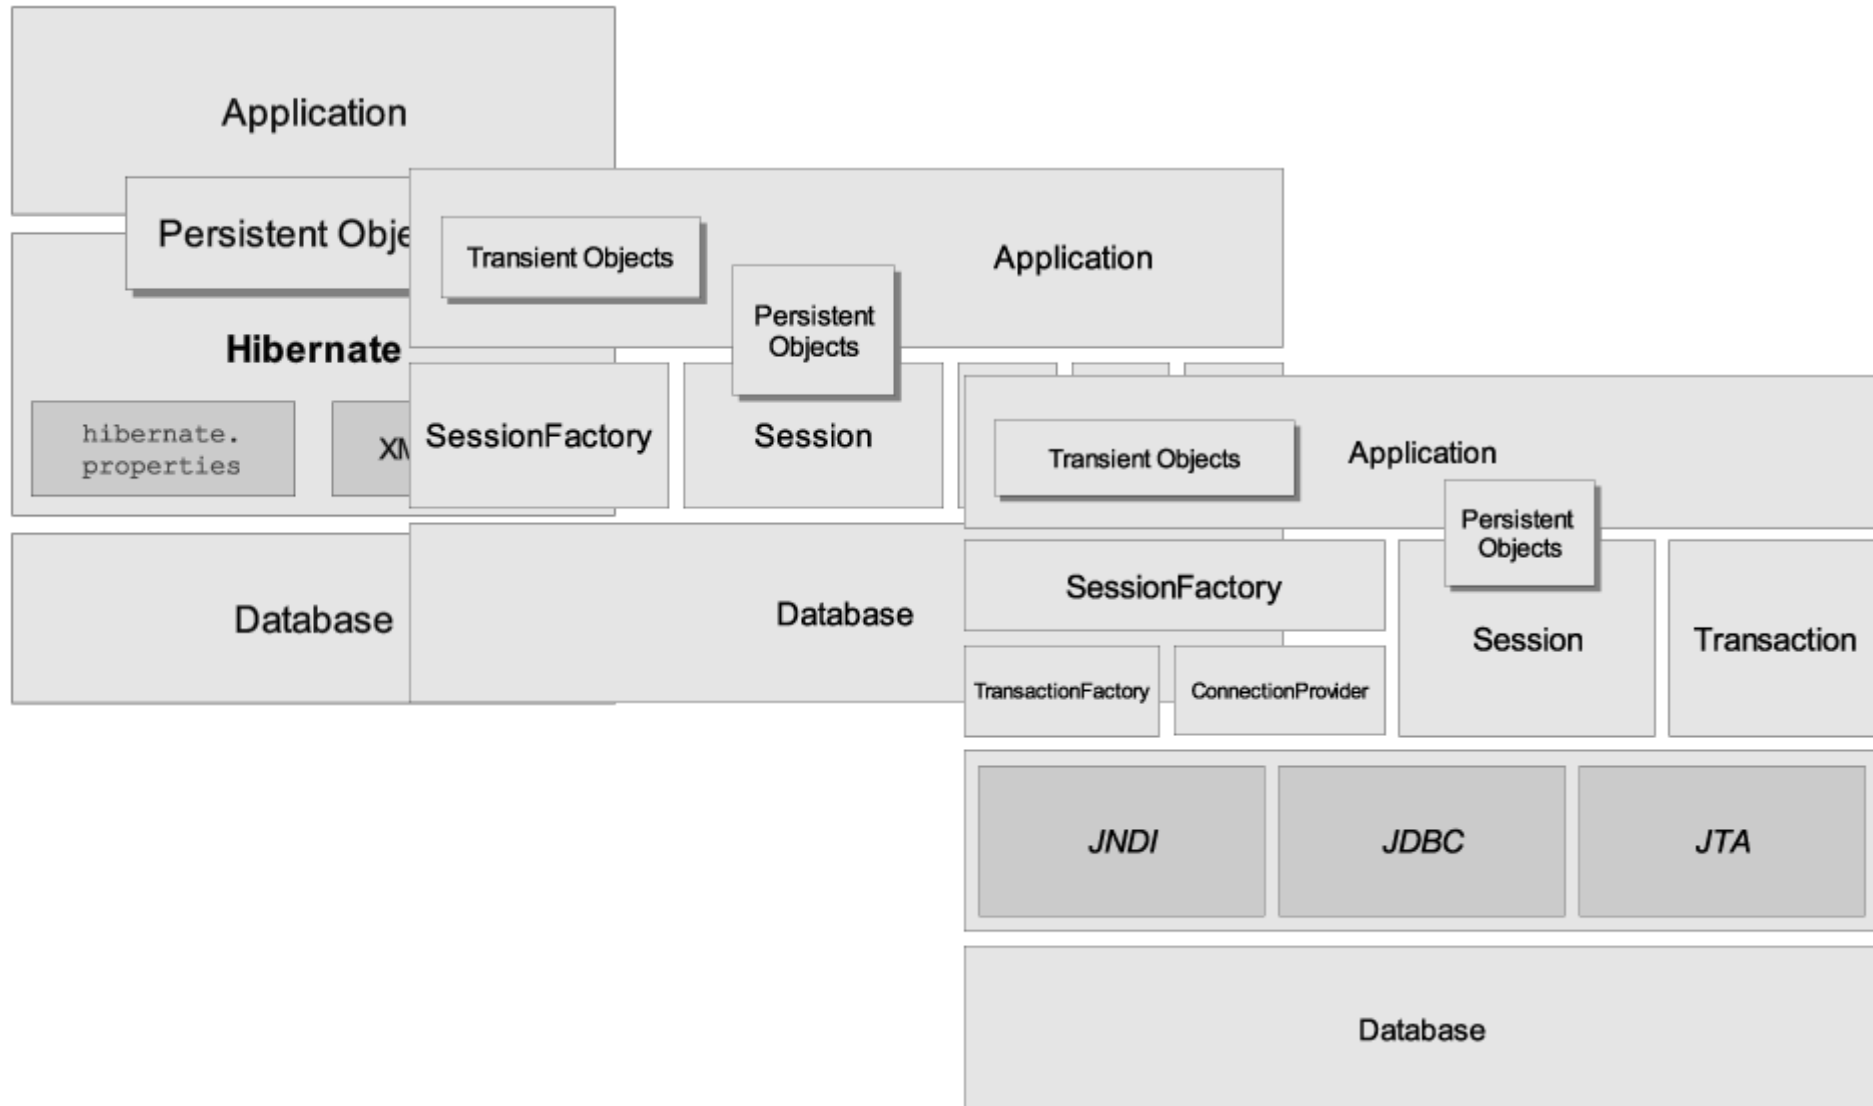 Application
Persistent Obje
Hibernate
hibernate.
properties
XM
Database
Transient Objects
Application
Persistent
Objects
SessionFactory
Session
Database
Transient Objects
Application
Persistent
Objects
SessionFactory
Session
Transaction
TransactionFactory
ConnectionProvider
JNDI
JDBC
JTA
Database